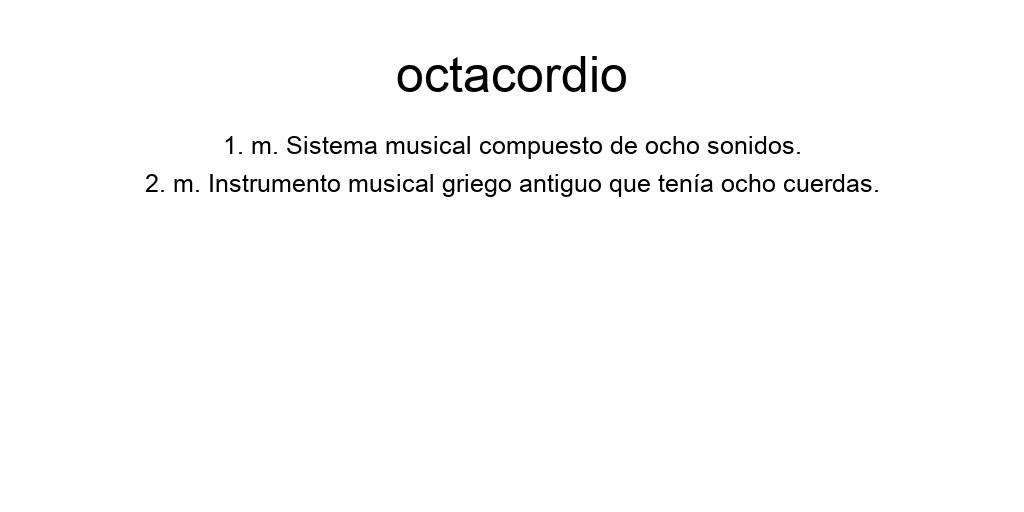 octacordio
1. m. Sistema musical compuesto de ocho sonidos.
2. m. Instrumento musical griego antiguo que tenía ocho cuerdas.